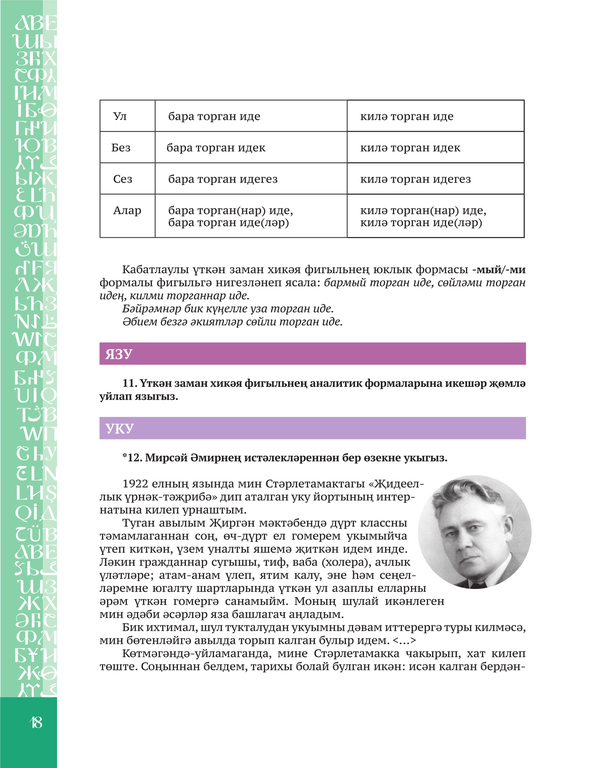 Ул бара торган иде килә торган иде
Без бара торган идек килә торган идек
Сез бара торган идегез килә торган идегез
Алар бара торган(нар) иде, килә торган(нар) иде,
бара торган иде(ләр) килә торган иде(ләр)
Кабатлаулы үткән заман хикәя фигыльнең юклык формасы -мый/-ми
формалы фигыльгә нигезләнеп ясала: бармый торган иде, сөйләми торган
идең, килми торганнар иде.
Бәйрәмнәр бик күңелле уза торган иде.
Әбием безгә әкиятләр сөйли торган иде.
ЯЗУ
11. Үткән заман хикәя фигыльнең аналитик формаларына икешәр җөмлә
уйлап языгыз.
УКУ
*12. Мирсәй Әмирнең истәлекләреннән бер өзекне укыгыз.
1922 елның язында мин Стәрлетамактагы «Җидеел-
лык үрнәк-тәҗрибә» дип аталган уку йортының интер-
натына килеп урнаштым.
Туган авылым Җиргән мәктәбендә дүрт классны
тәмамлаганнан соң, өч-дүрт ел гомерем укымыйча
үтеп киткән, үзем уналты яшемә җиткән идем инде.
Ләкин гражданнар сугышы, тиф, ваба (холера), ачлык
үләтләре; атам-анам үлеп, ятим калу, эне һәм сеңел-
ләремне югалту шартларында үткән ул азаплы елларны
әрәм үткән гомергә санамыйм. Моның шулай икәнлеген
мин әдәби әсәрләр яза башлагач аңладым.
Бик ихтимал, шул тукталудан укуымны дәвам иттерергә туры килмәсә,
мин бөтенләйгә авылда торып калган булыр идем. <...>
Көтмәгәндә-уйламаганда, мине Стәрлетамакка чакырып, хат килеп
төште. Соңыннан белдем, тарихы болай булган икән: исән калган бердән-
18